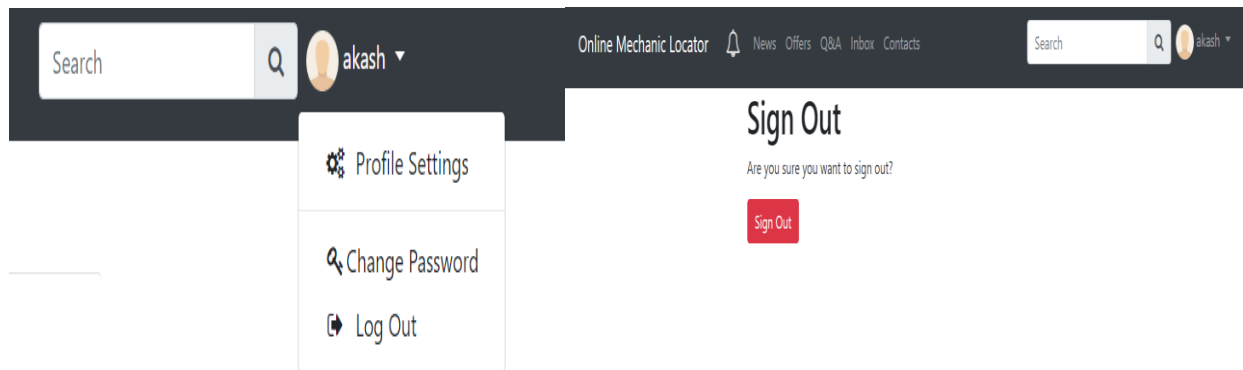 Search akash
Profile Settings
Change Password
Log Out
Online Mechanic Locator News Offers Q&A Inbox Contacts Search akash
Sign Out
Are you sure you want to sign out?
Sign Out